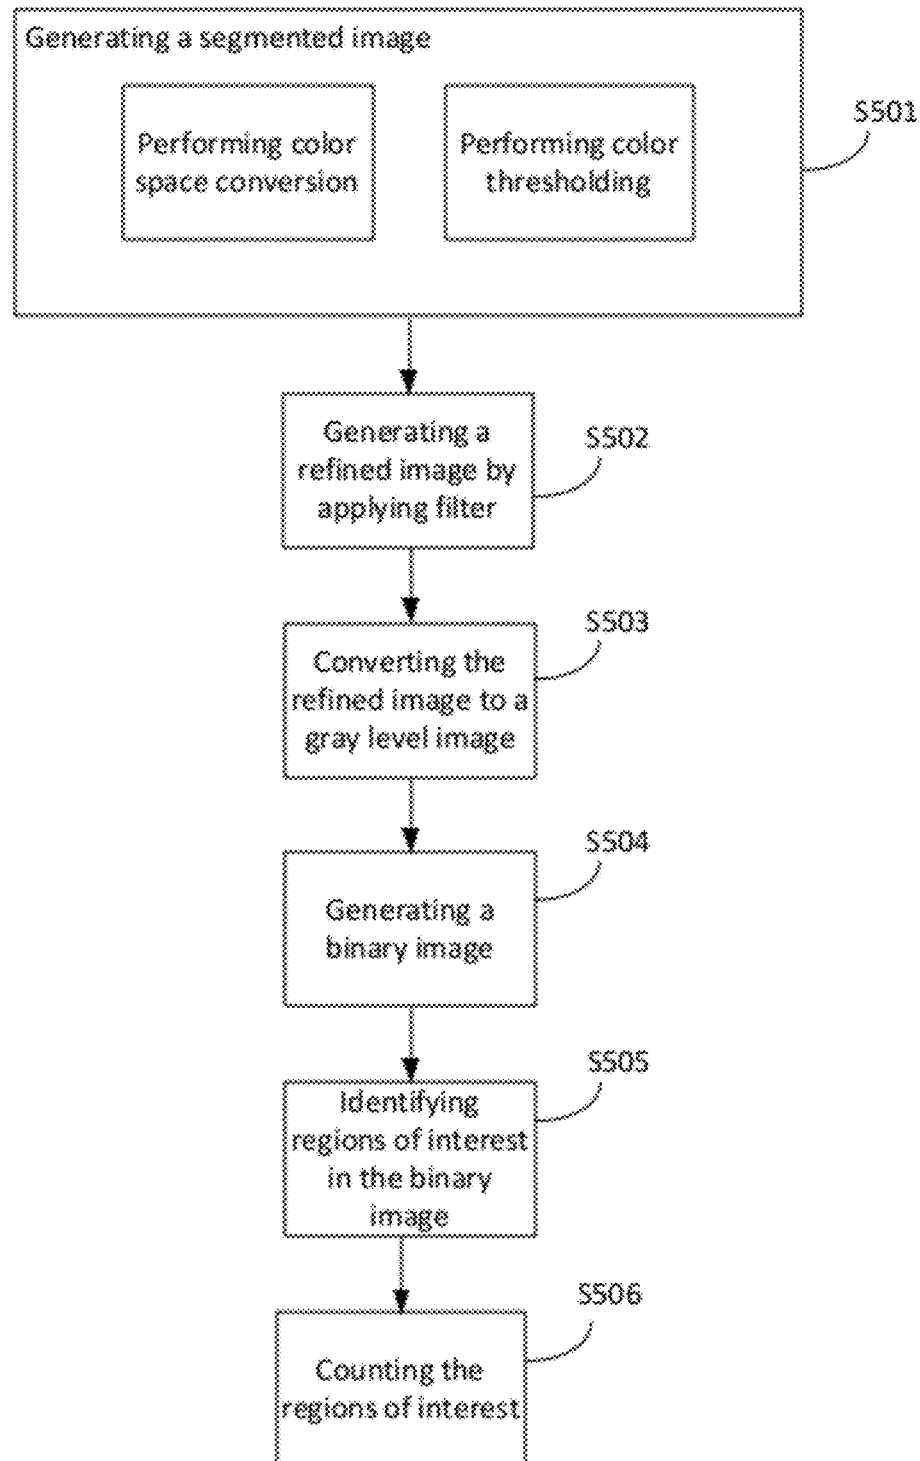 Generating a segmented image
Performing color
space conversion
Performing color
thresholding
S501
Generating a
refined image by
applying filter
S502
Converting the
refined image to a
gray level image
S503
Generating a
binary image
S504
Identifying
regions of interest
in the binary
image
S505
Counting the
regions of interest
S506